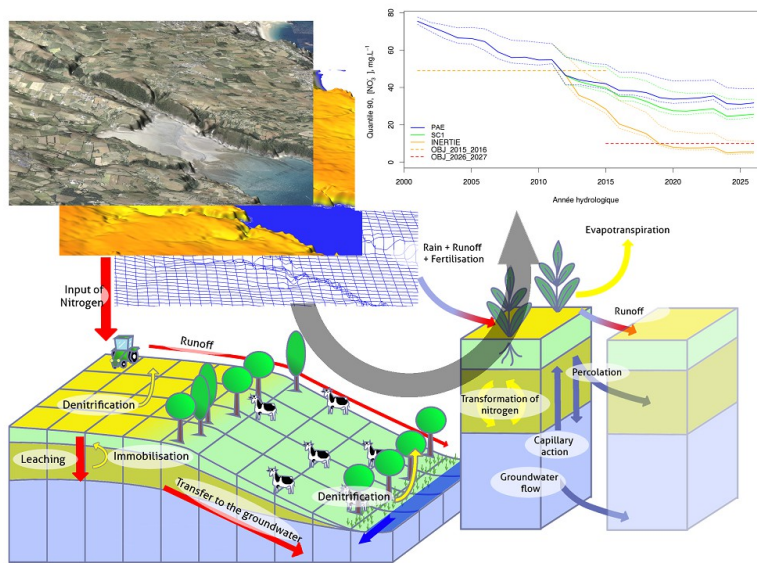 Quantile 90, [NO3-], mg.L-1
80
60
40
20
0
PAE
SC1
INERTIE
OBJ_2015_2016
OBJ_2026_2027
2000
2005
2010
2015
2020
2025
Année hydrologique
Input of
Nitrogen
Rain + Runoff
+ Fertilisation
Evapotranspiration
Runoff
Runoff
Denitrification
Leaching
Immobilisation
Denitrification
Transfer to the groundwater
Transformation of
nitrogen
Percolation
Capillary
action
Groundwater
flow